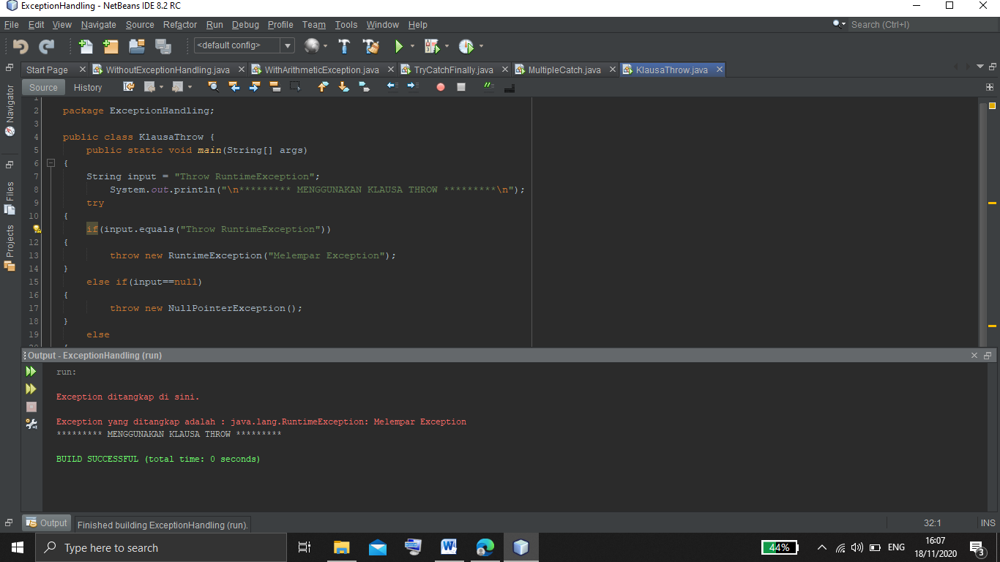 ExceptionHandling - NetBeans IDE 8.2 RC
File Edit View Navigate Source Refactor Run Debug Profile Team Tools Window Help
Search (Ctrl+I)
<default config>
Start Page WithoutExceptionHandling.java WithArithmeticException.java TryCatchFinally.java MultipleCatch.java KlausaThrow.java
Source History
Navigator
Files
Projects
1
2 package ExceptionHandling;
3
4 public class KlausaThrow {
5 public static void main(String[] args)
6 {
7 String input = "Throw RuntimeException";
8 System.out.println("\n********* MENGGUNAKAN KLAUSA THROW *********\n");
9 try
10 {
if(input.equals("Throw RuntimeException"))
12 {
13 throw new RuntimeException("Melempar Exception");
14 }
15 else if(input==null)
16 {
17 throw new NullPointerException();
18 }
19 else
20 {
Output - ExceptionHandling (run)
run:
Exception ditangkap di sini.
Exception yang ditangkap adalah : java.lang.RuntimeException: Melempar Exception
********* MENGGUNAKAN KLAUSA THROW *********
BUILD SUCCESSFUL (total time: 0 seconds)
Output
Finished building ExceptionHandling (run).
32:1 INS
Type here to search
44%
ENG
16:07
18/11/2020
3